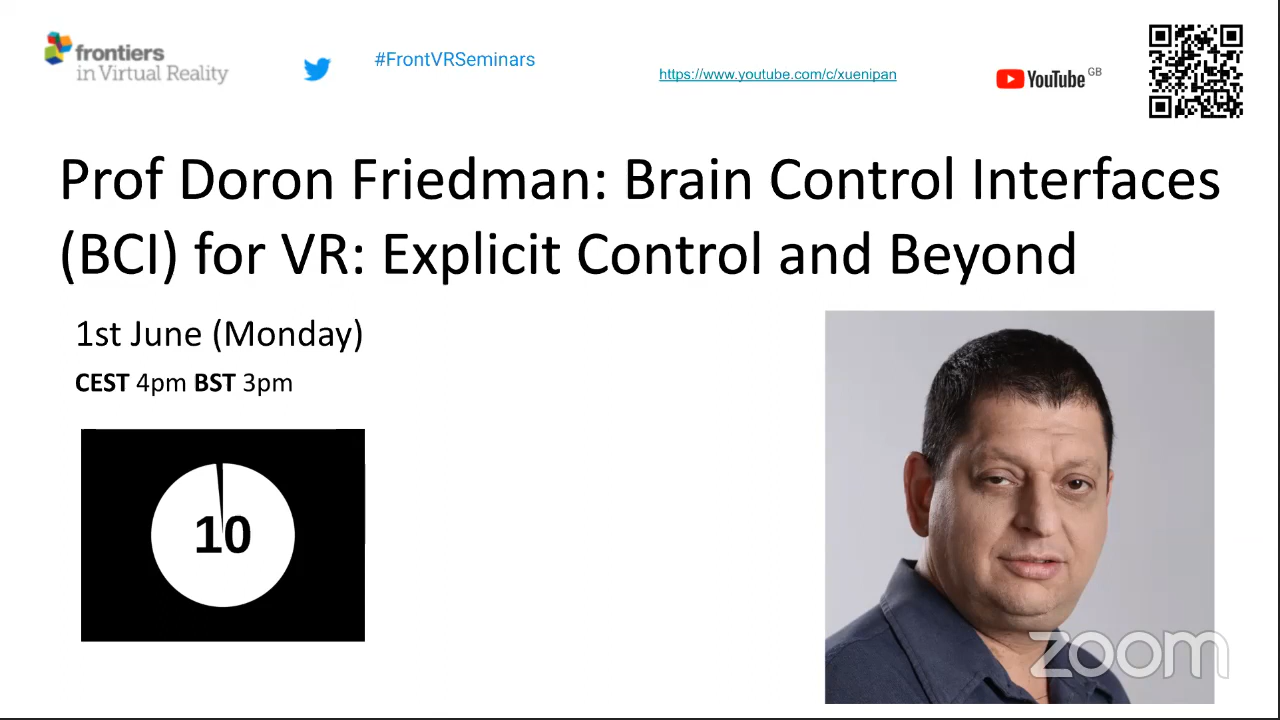 frontiers
in Virtual Reality
#FrontVRSeminars
https://www.youtube.com/c/xuenipan
YouTube GB
Prof Doron Friedman: Brain Control Interfaces
(BCI) for VR: Explicit Control and Beyond
1st June (Monday)
CEST 4pm BST 3pm
10
zoom